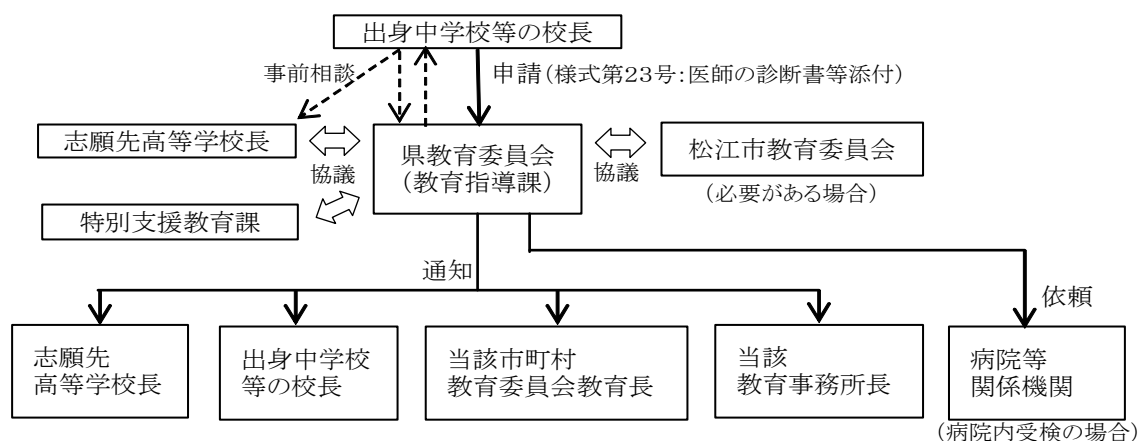 出身中学校等の校長
事前相談
申請(様式第23号:医師の診断書等添付)
志願先高等学校長
協議
県教育委員会
(教育指導課)
協議
松江市教育委員会
(必要がある場合)
特別支援教育課
通知
依頼
志願先
高等学校長
出身中学校
等の校長
当該市町村
教育委員会教育長
当該
教育事務所長
病院等
関係機関
(病院内受検の場合)